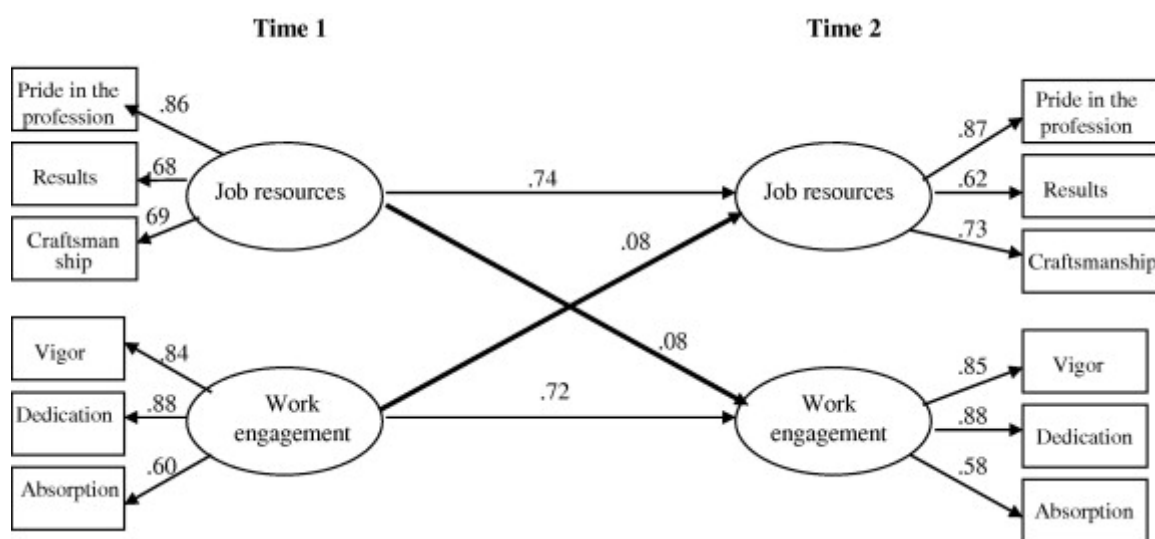 Time 1
Time 2
Pride in the
profession
.86
Results
.68
Craftsman
ship
69
Job resources
.74
.08
Job resources
.87
Pride in the
profession
.62
Results
.73
Craftsmanship
Vigor
.84
Dedication
.88
Absorption
.60
Work
engagement
.72
.08
Work
engagement
.85
Vigor
.88
Dedication
.58
Absorption